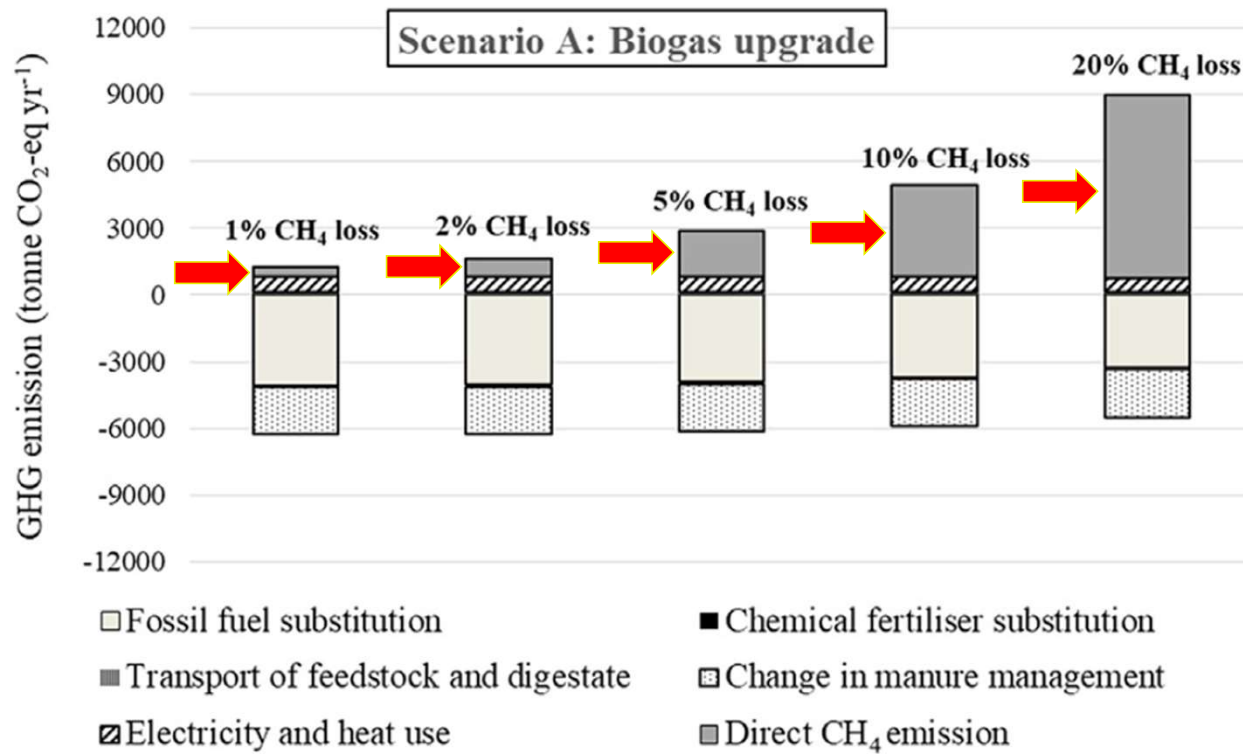 Scenario A: Biogas upgrade
GHG emission (tonne CO₂-eq yr⁻¹)
12000
9000
6000
3000
0
-3000
-6000
-9000
-12000
1% CH₄ loss
2% CH₄ loss
5% CH₄ loss
10% CH₄ loss
20% CH₄ loss
Fossil fuel substitution
Chemical fertiliser substitution
Transport of feedstock and digestate
Change in manure management
Electricity and heat use
Direct CH₄ emission